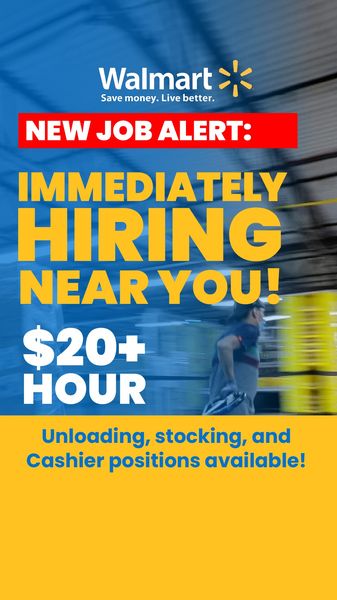 Walmart
Save money. Live better.
NEW JOB ALERT:
IMMEDIATELY
HIRING
NEAR YOU!
$20+
HOUR
Unloading, stocking, and
Cashier positions available!